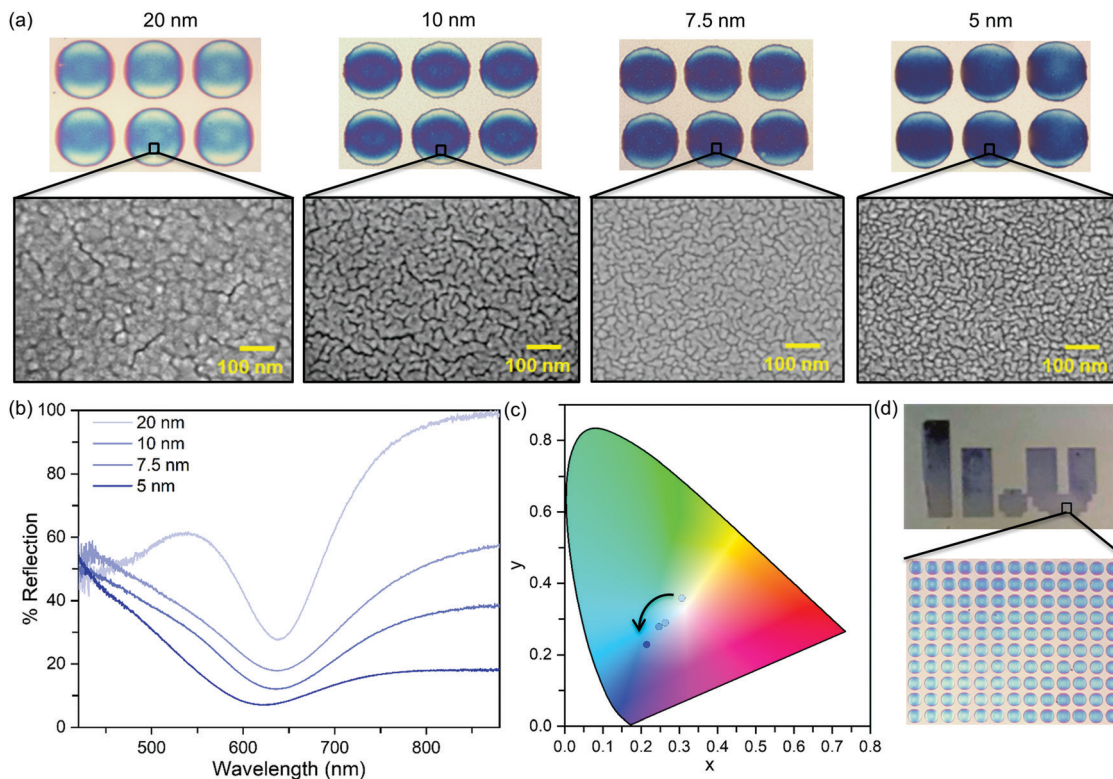 (a)
20 nm
10 nm
7.5 nm
5 nm
100 nm
100 nm
100 nm
100 nm
(b)
100
80
60
40
20
0
% Reflection
20 nm
10 nm
7.5 nm
5 nm
500
600
700
800
Wavelength (nm)
(c)
0.8
0.6
0.4
0.2
0.0
y
0.0 0.1 0.2 0.3 0.4 0.5 0.6 0.7 0.8
x
(d)